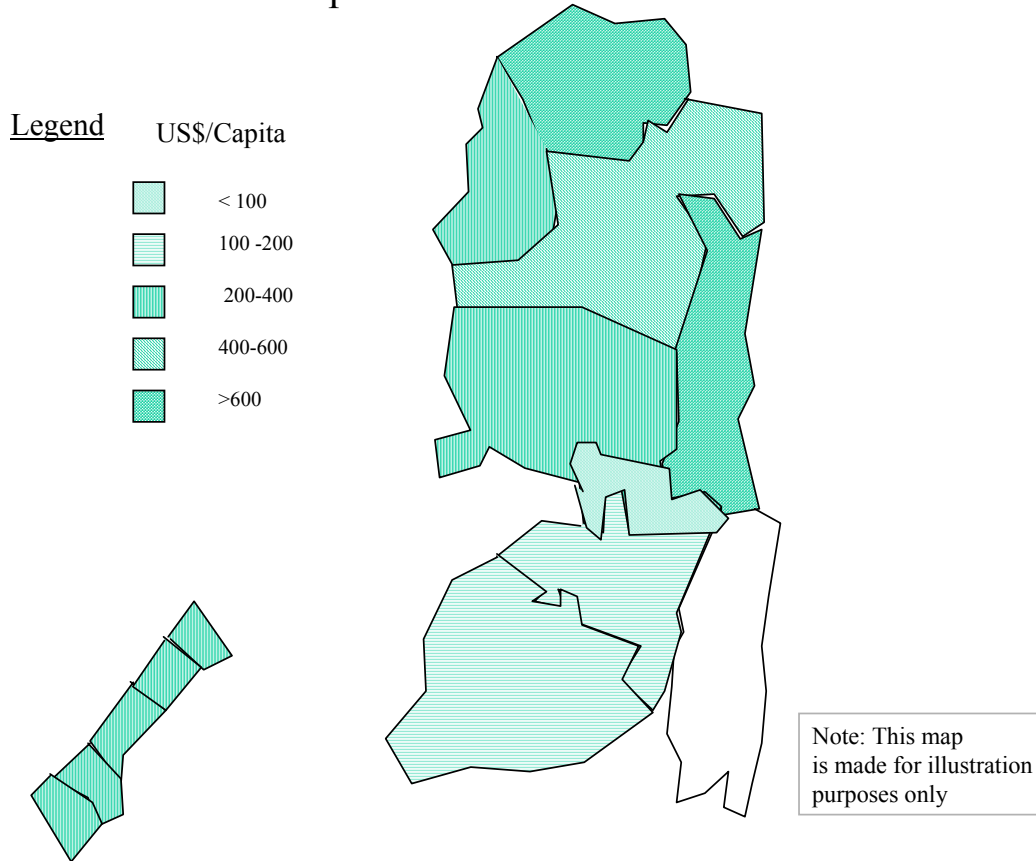 Legend
US$/Capita
< 100
100 -200
200-400
400-600
>600
Note: This map
is made for illustration
purposes only